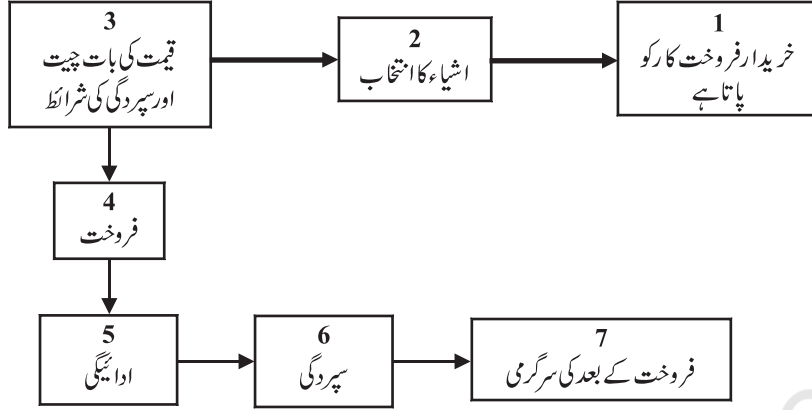 1
خریدار فروخت کار کو
پاتا ہے
2
اشیاء کا انتخاب
3
قیمت کی بات چیت
اور سپردگی کی شرائط
4
فروخت
5
ادائیگی
6
سپردگی
7
فروخت کے بعد کی سرگرمی